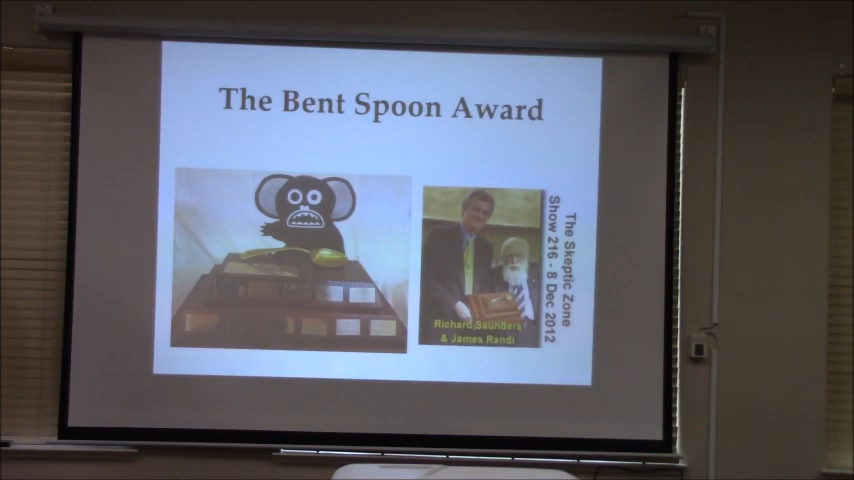 The Bent Spoon Award
The Skeptic Zone
Show 216 - 8 Dec 2012
Richard Saunders
& James Randi